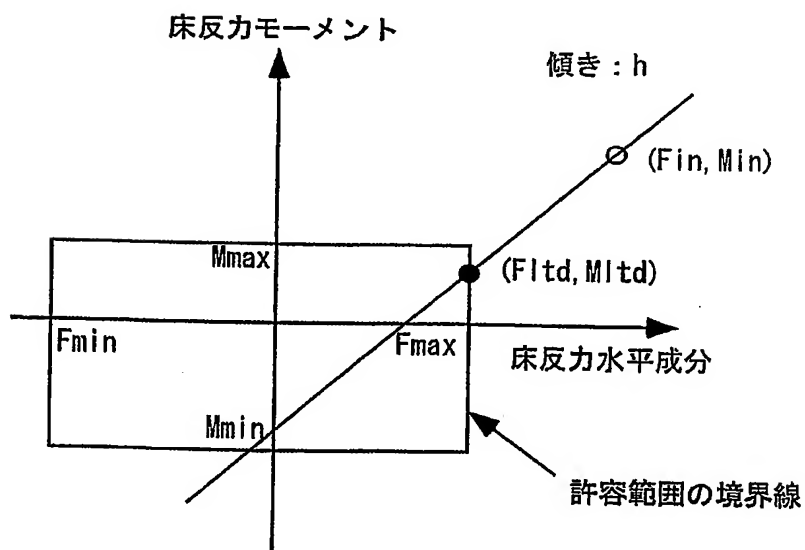 床反力モーメント
傾き：h
(Fin, Min)
Mmax
(Fltd, Mltd)
Fmin
Fmax
床反力水平成分
Mmin
許容範囲の境界線